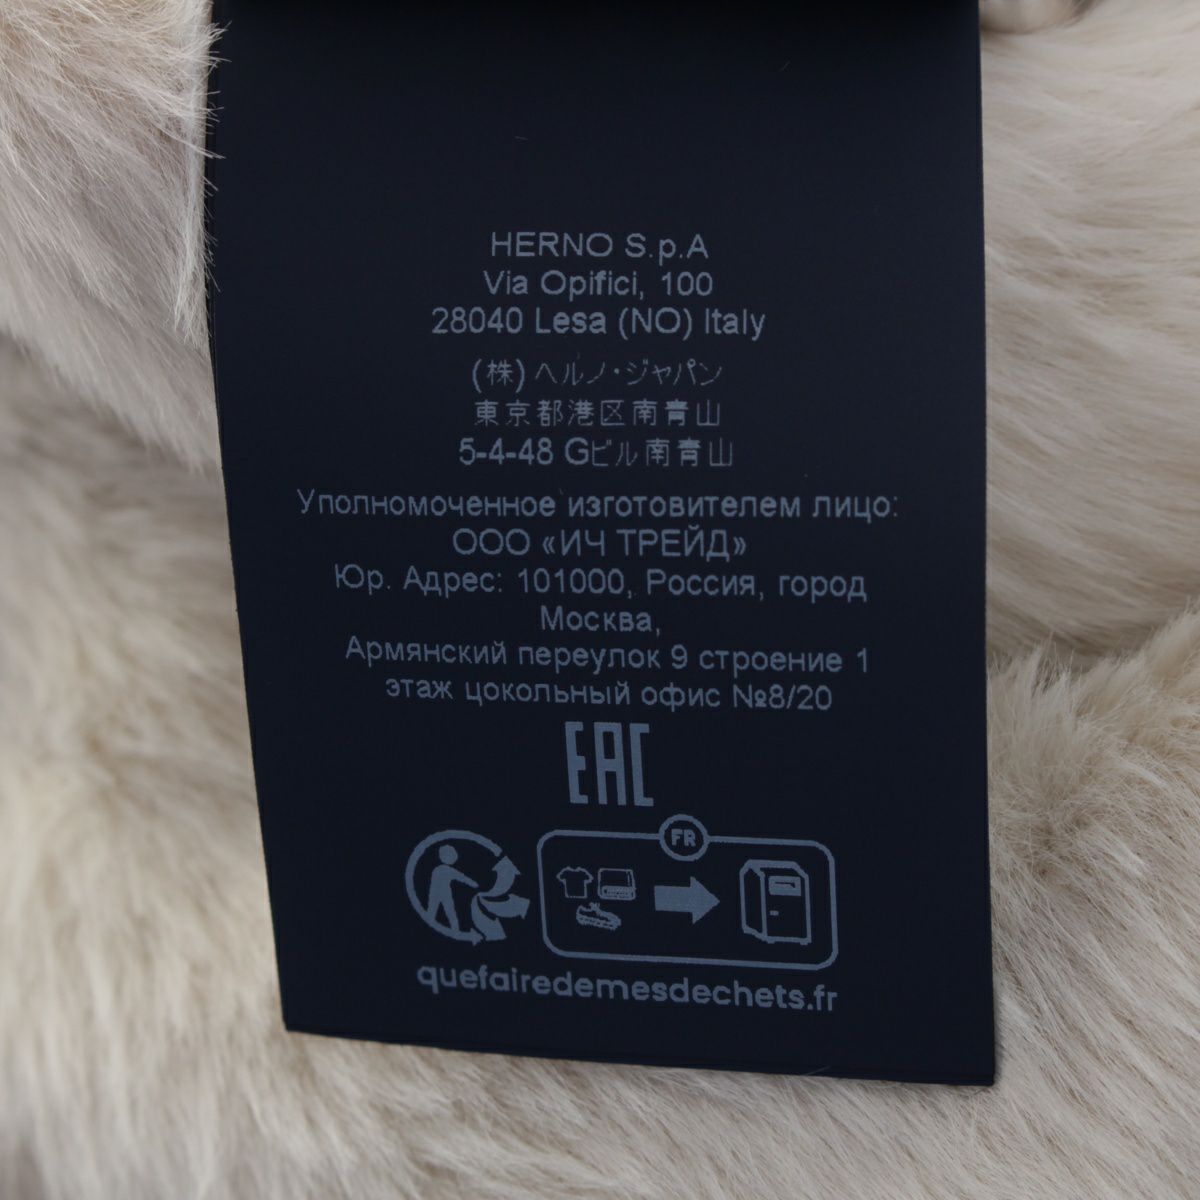 HERNO S.p.A
Via Opifici, 100
28040 Lesa (NO) Italy
(株)ヘルノ・ジャパン
東京都港区南青山
5-4-48 Gビル南青山
Уполномоченное изготовителем лицо:
ООО «ИЧ ТРЕЙД»
Юр. Адрес: 101000, Россия, город
Москва,
Армянский переулок 9 строение 1
этаж цокольный офис №8/20
EAC
FR
quefairedemesdechets.fr